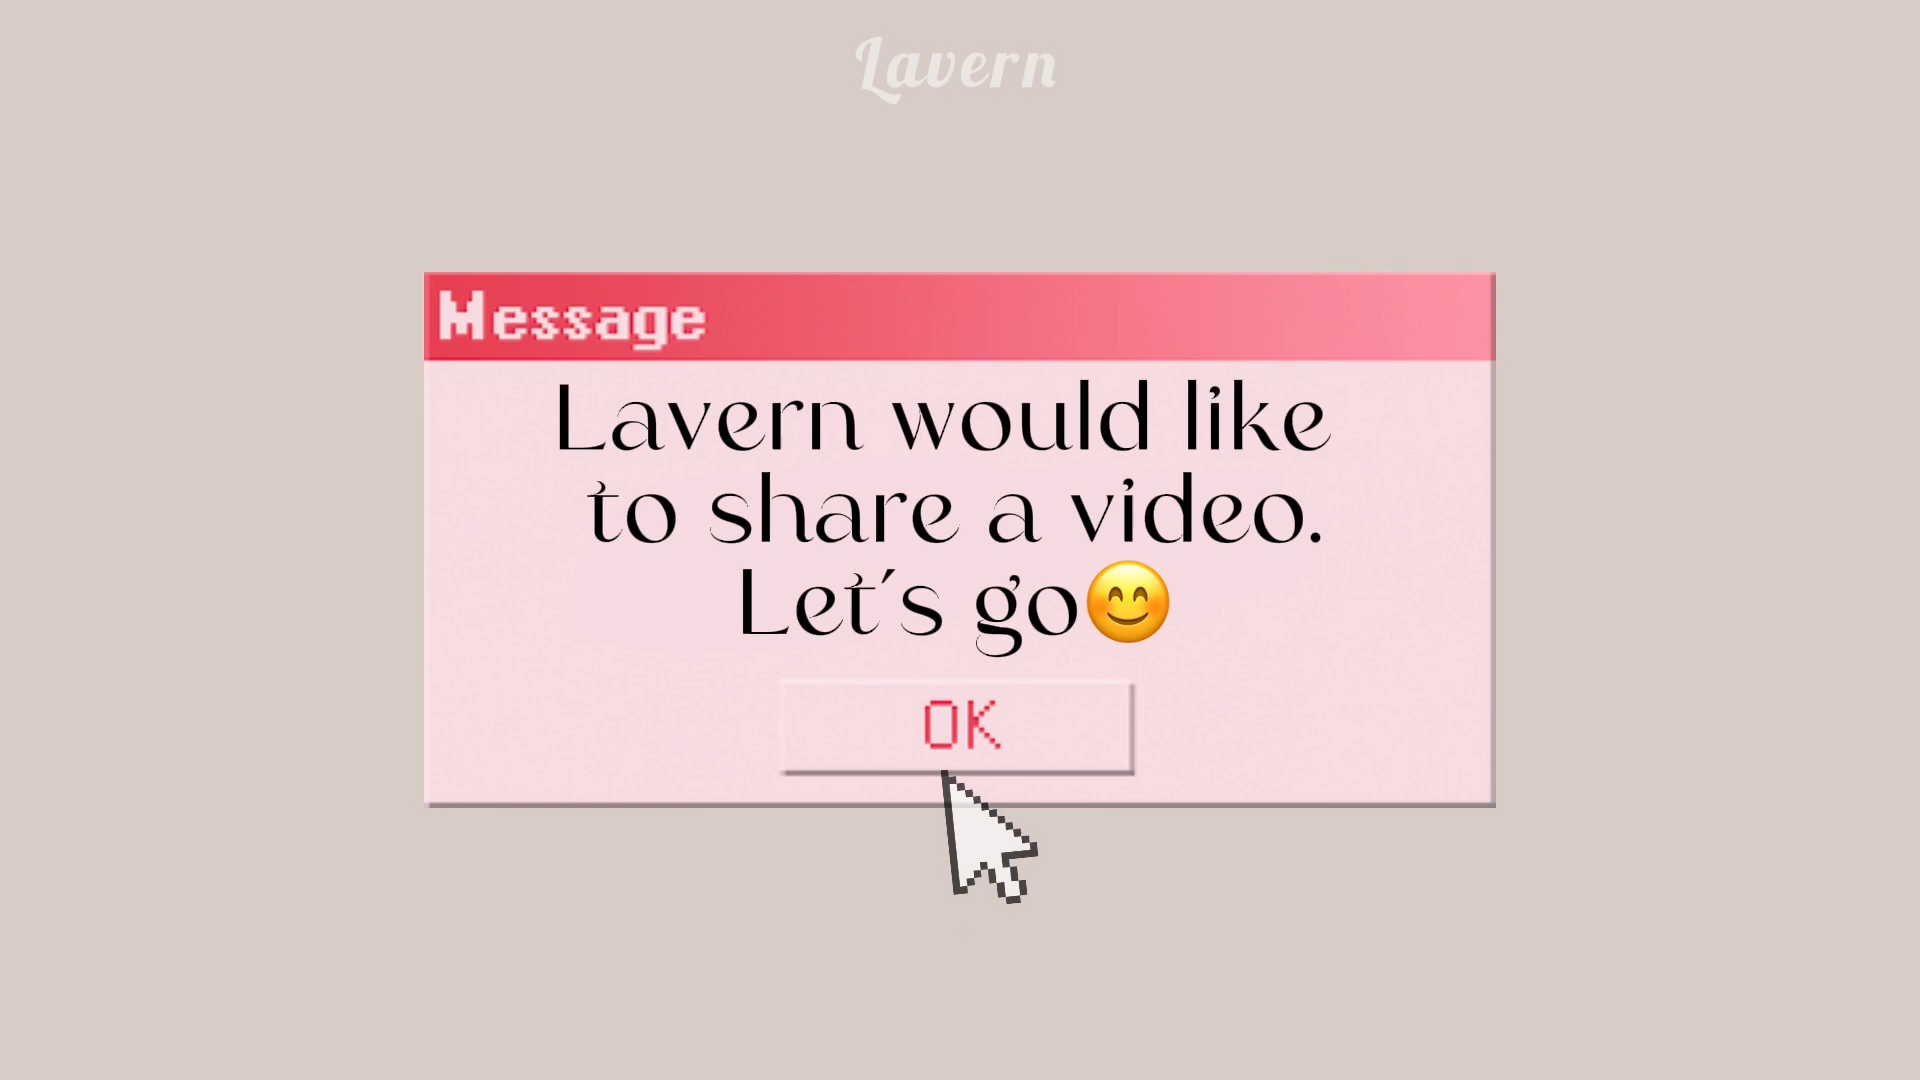 Lavern
Message
Lavern would like
to share a video.
Let's go😊
OK